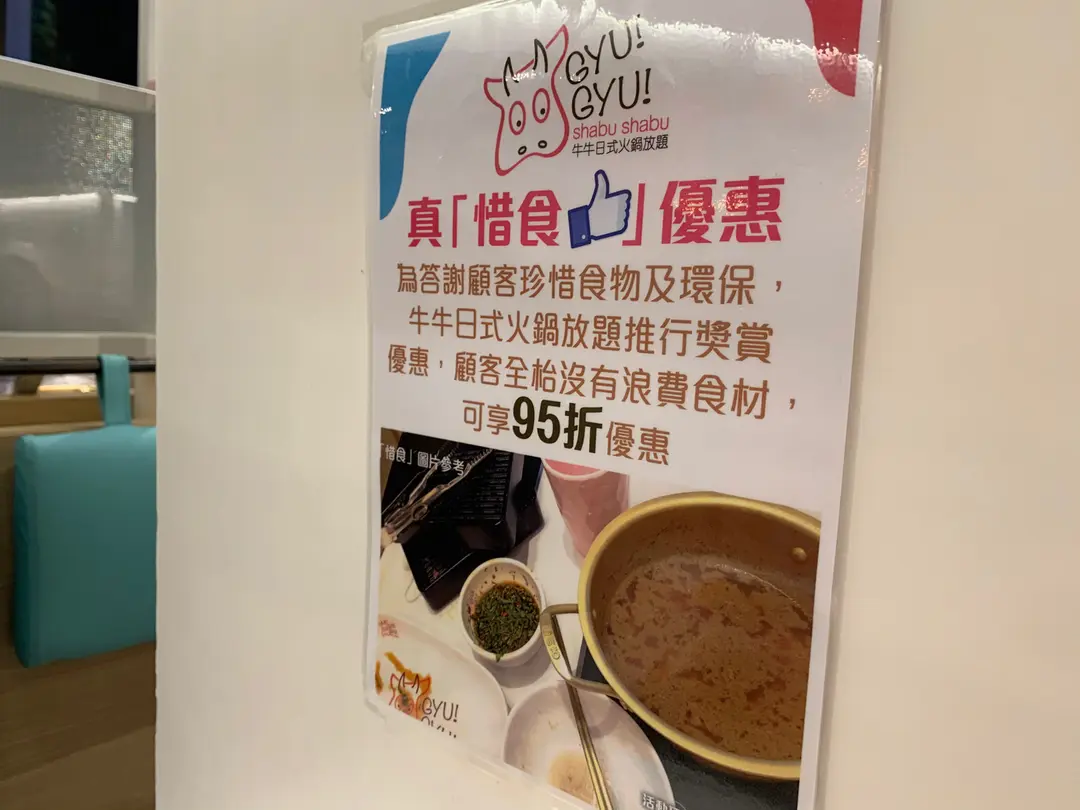 GYU!
GYU!
shabu shabu
牛牛日式火鍋放題
真「惜食」優惠
為答謝顧客珍惜食物及環保，
牛牛日式火鍋放題推行獎賞
優惠，顧客全枱沒有浪費食材，
可享95折優惠
「惜食」圖片參考
GYU!
活動